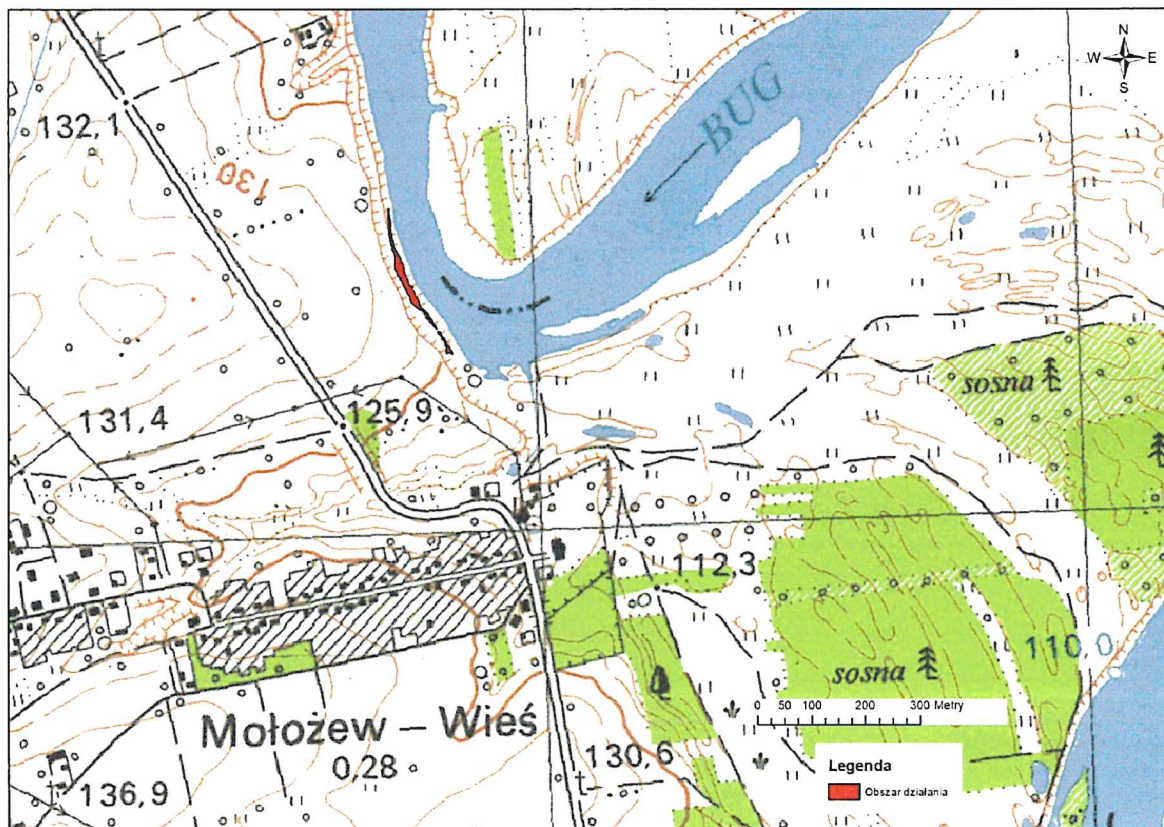 N
W E
S
132,1
BUG
130
sosna
125,9
131,4
112,3
110,0
sosna
0 50 100 200 300 Metry
Mołożew – Wieś
0,28
130,6
136,9
Legenda
Obszar działania